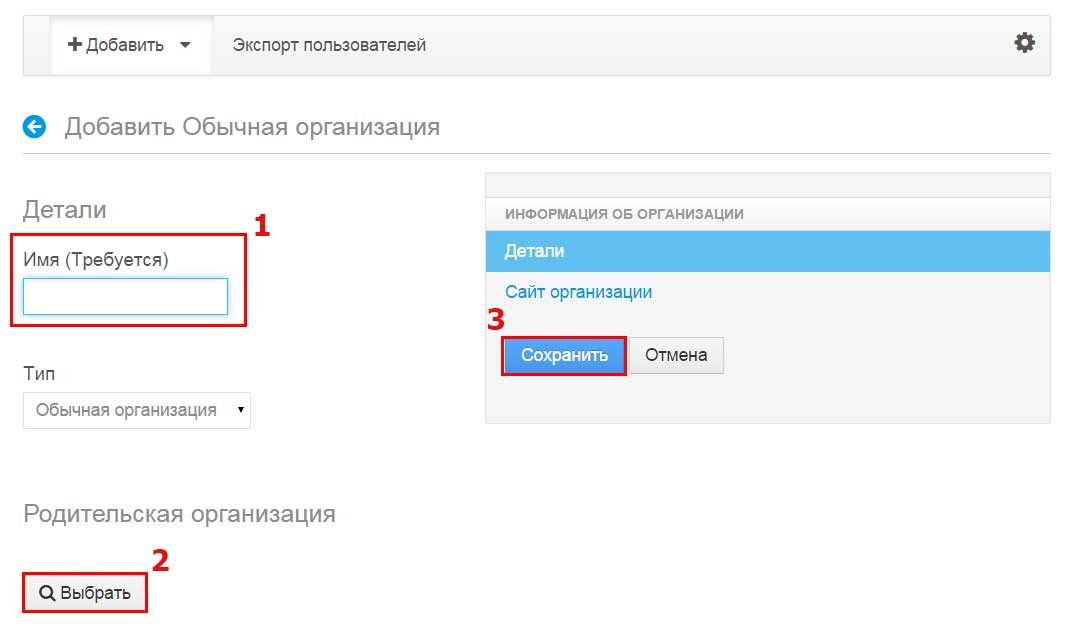 Добавить
Экспорт пользователей
Добавить Обычная организация
Детали
1
Имя (Требуется)
Тип
Обычная организация
Родительская организация
2
Выбрать
ИНФОРМАЦИЯ ОБ ОРГАНИЗАЦИИ
Детали
Сайт организации
3
Сохранить Отмена